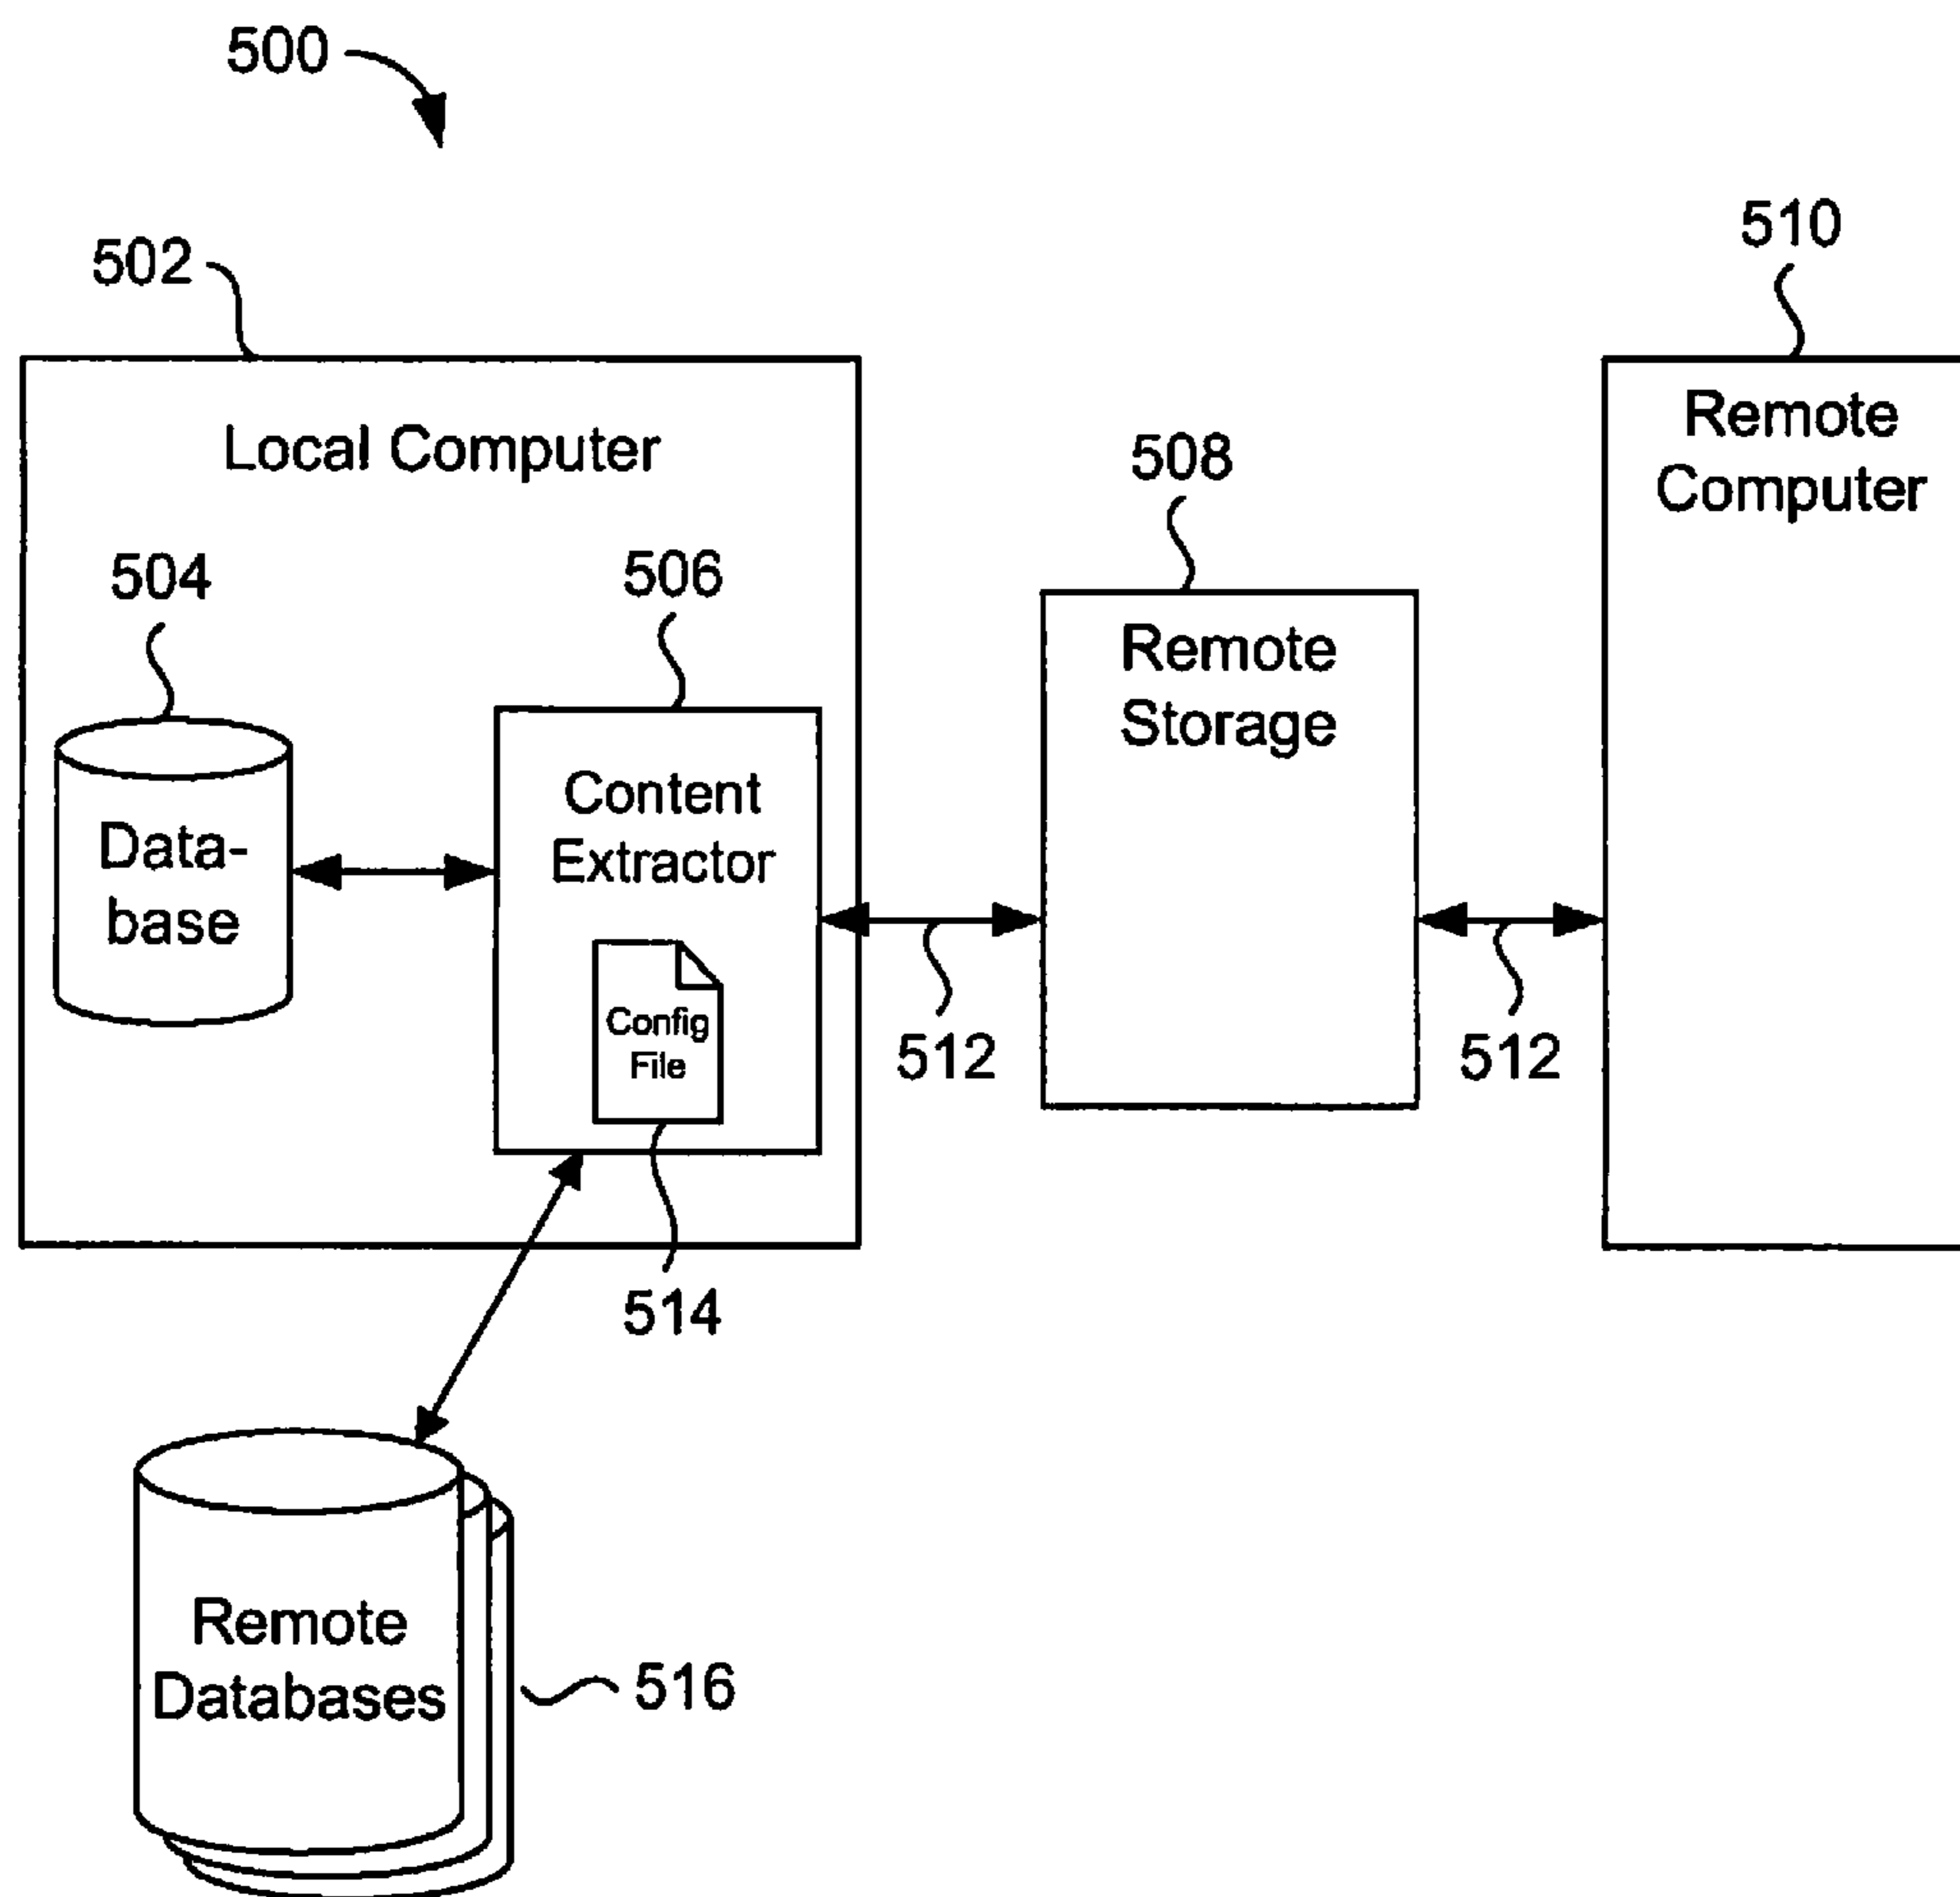 500
502
510
Local Computer
Remote
Computer
508
504
506
Remote
Storage
Content
Extractor
Data-
base
Config
File
512
512
514
Remote
Databases
516